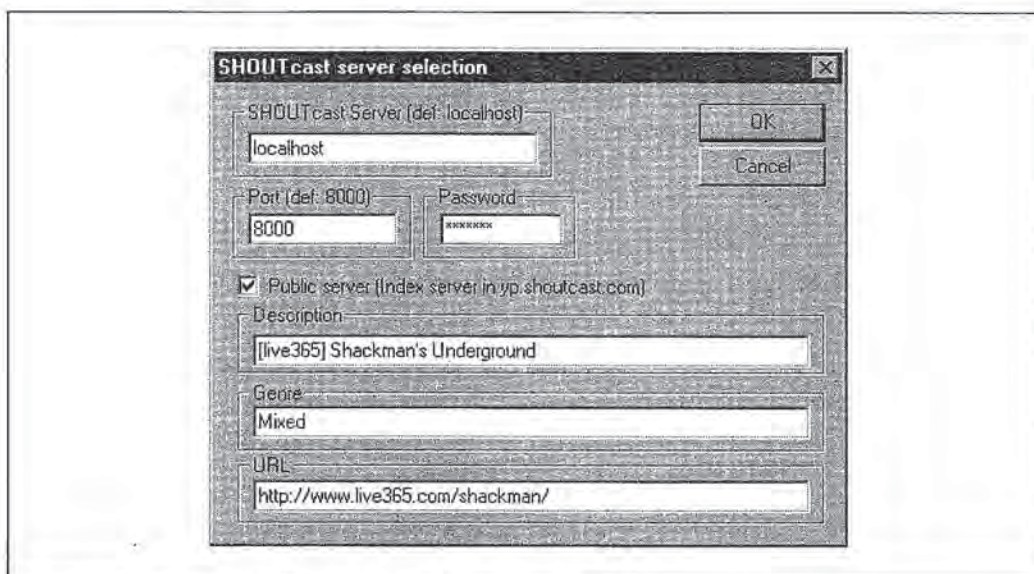 SHOUTcast server selection
SHOUTcast Server (def: localhost)
localhost
OK
Cancel
Port (def: 8000)
Password
8000
*******
Public server (Index server in yp.shoutcast.com)
Description
[live365] Shackman's Underground
Genre
Mixed
URL
http://www.live365.com/shackman/